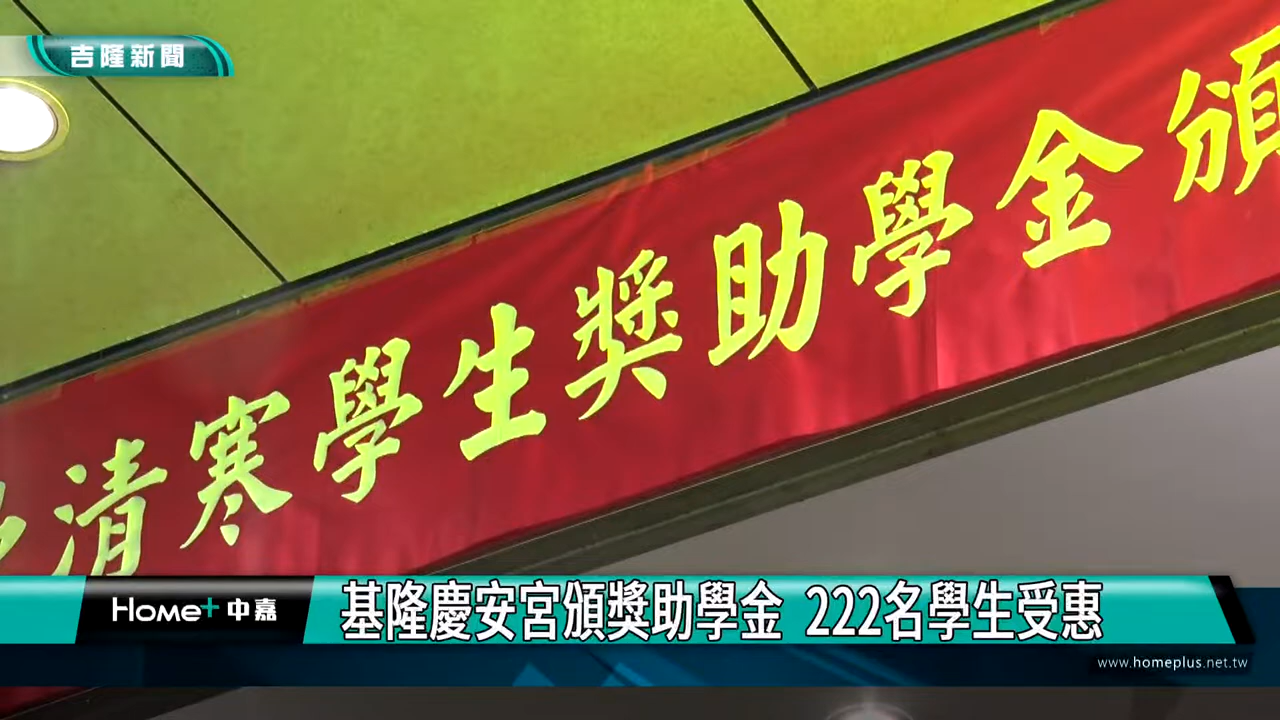 吉隆新聞
清寒學生獎助學金頒
Home+中嘉
基隆慶安宮頒獎助學金 222名學生受惠
www.homeplus.net.tw